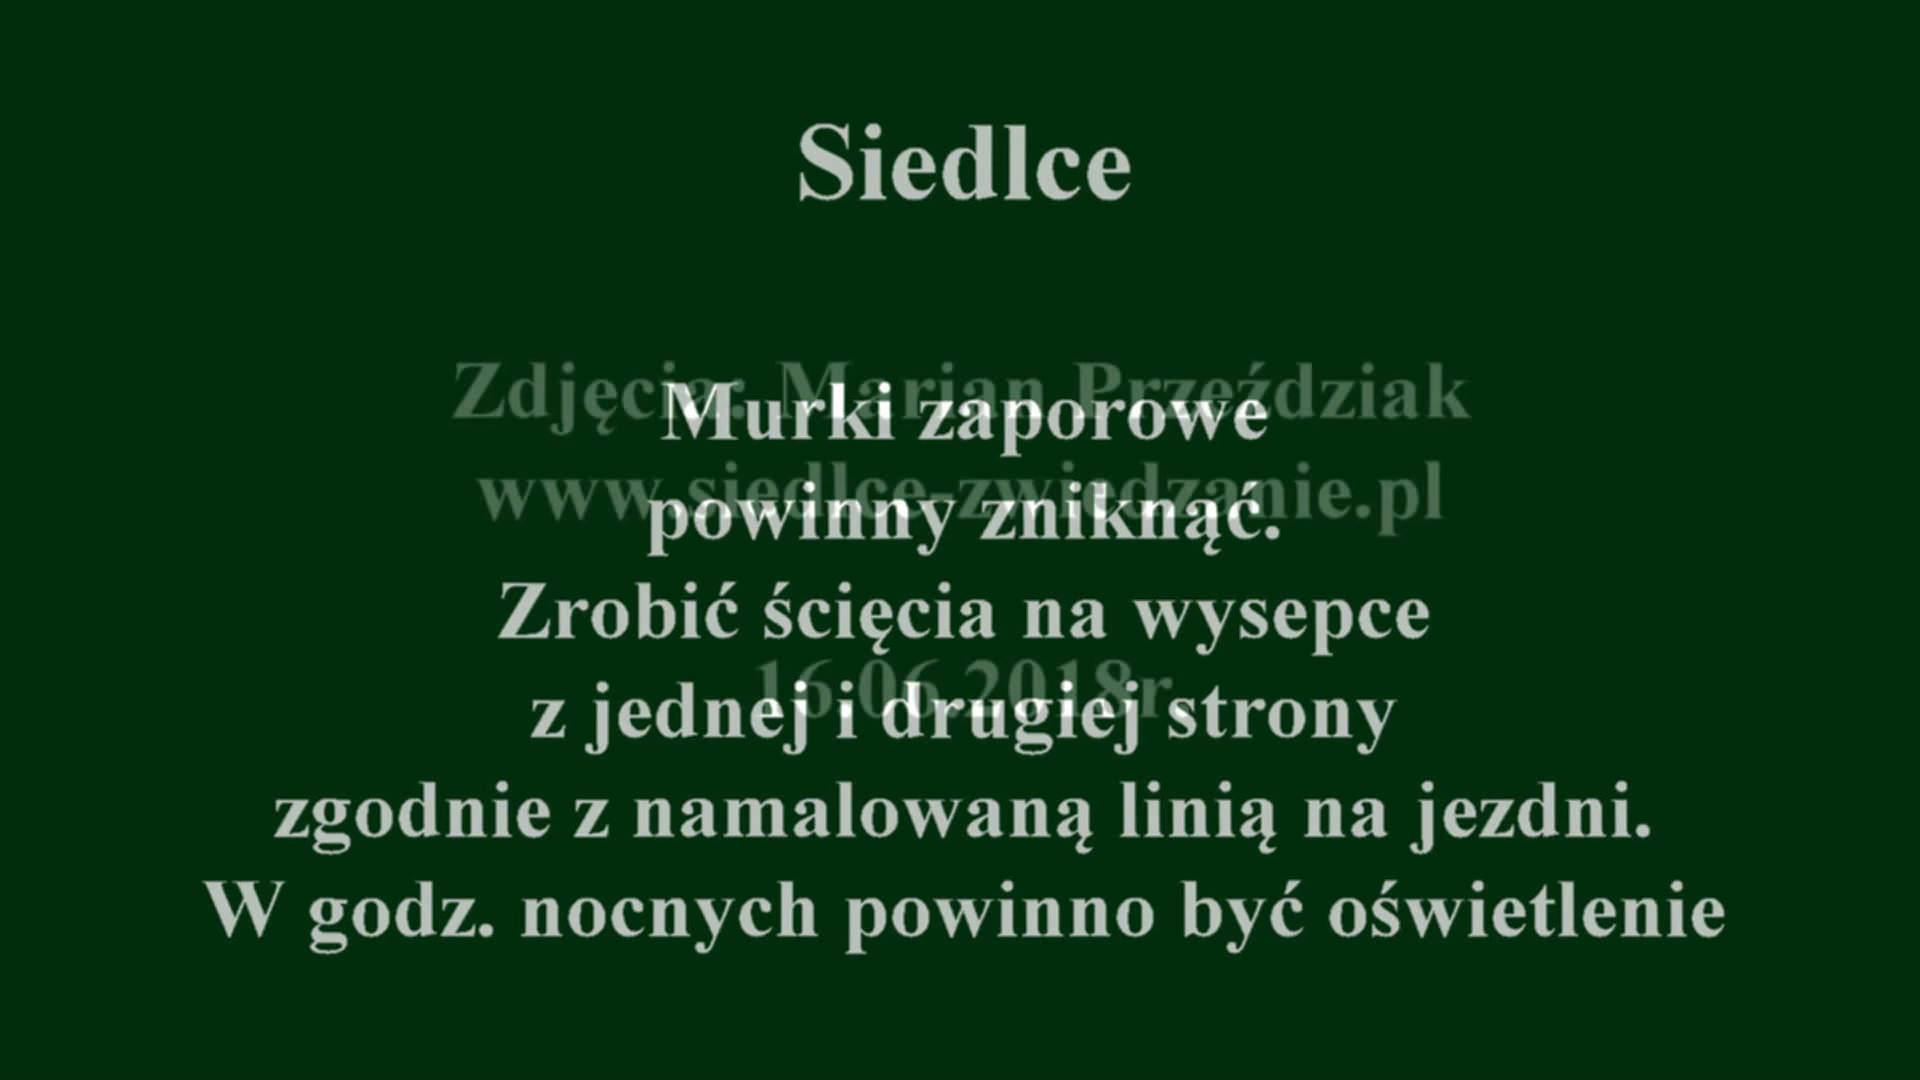 Siedlce
Zdjęcia: Marian Przeździak
Murki zaporowe
www.siedlce-zwiedzanie.pl
powinny zniknąć.
Zrobić ścięcia na wysepce
16.06.2018r.
z jednej i drugiej strony
zgodnie z namalowaną linią na jezdni.
W godz. nocnych powinno być oświetlenie